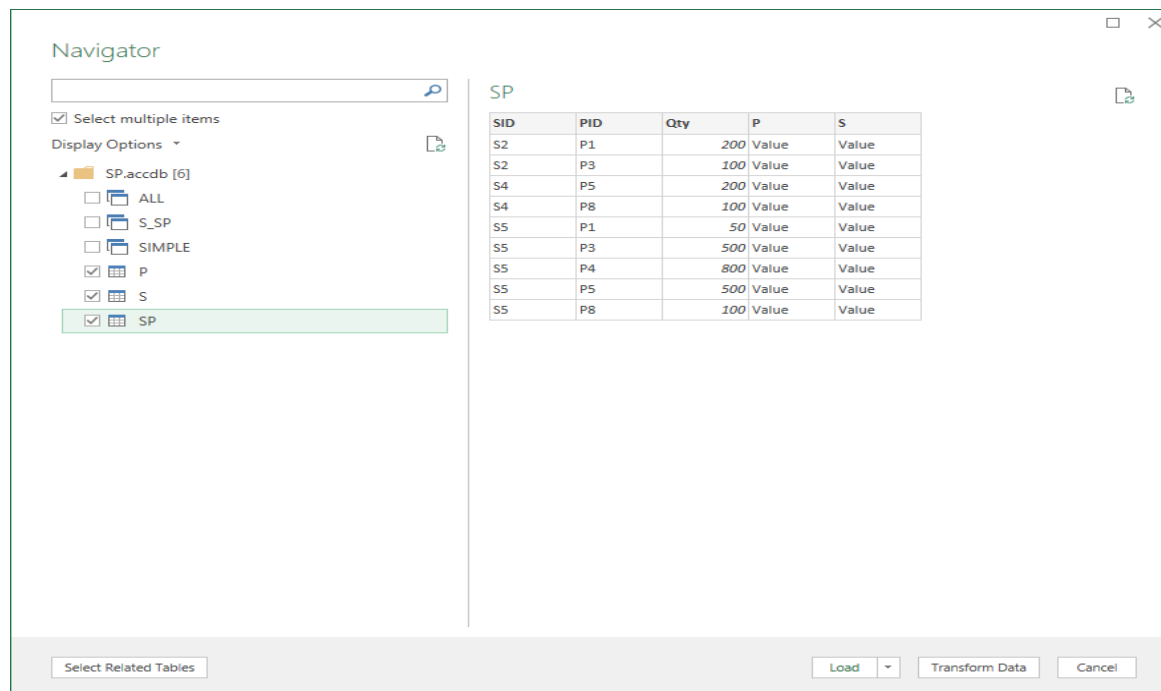 Navigator
Select multiple items
Display Options
SP.accdb [6]
ALL
S_SP
SIMPLE
P
S
SP
SP
SID PID Qty P S
S2 P1 200 Value Value
S2 P3 100 Value Value
S4 P5 200 Value Value
S4 P8 100 Value Value
S5 P1 50 Value Value
S5 P3 500 Value Value
S5 P4 800 Value Value
S5 P5 500 Value Value
S5 P8 100 Value Value
Select Related Tables
Load
Transform Data
Cancel